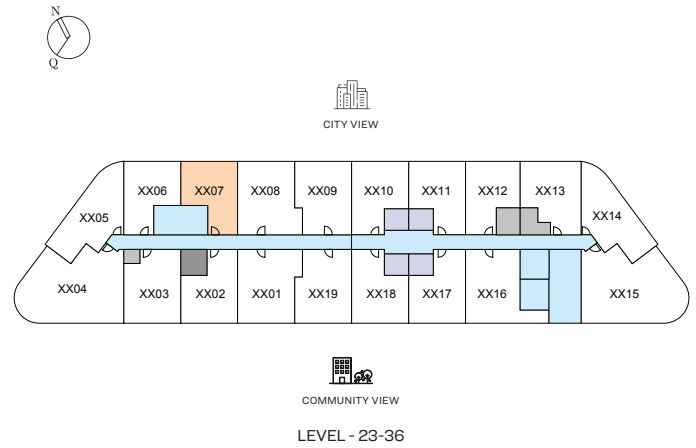 N
Q
CITY VIEW
XX06 XX07 XX08 XX09 XX10 XX11 XX12 XX13
XX05 XX14
XX04 XX03 XX02 XX01 XX19 XX18 XX17 XX16 XX15
COMMUNITY VIEW
LEVEL - 23-36